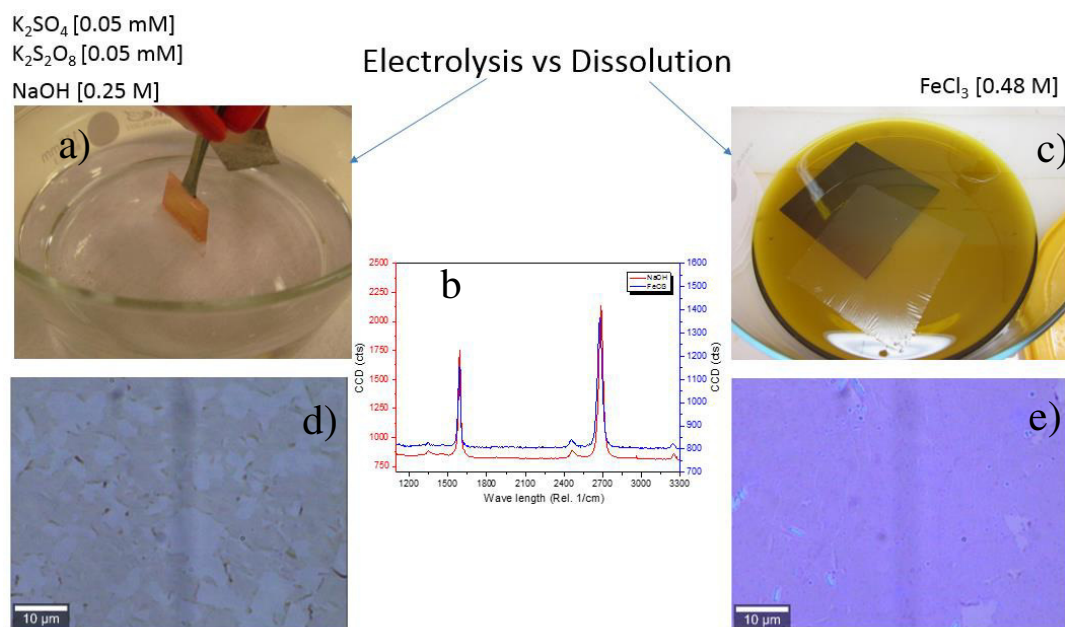 K₂SO₄ [0.05 mM]
K₂S₂O₈ [0.05 mM]
NaOH [0.25 M]
Electrolysis vs Dissolution
FeCl₃ [0.48 M]
a)
c)
b
NaOH
FeCG
2500
2250
2000
1750
1500
1250
1000
750
CCD (cts)
1600
1500
1400
1300
1200
1100
1000
900
800
700
CCD (cts)
1200 1500 1800 2100 2400 2700 3000 3300
Wave length (Rel. 1/cm)
d)
e)
10 µm
10 µm